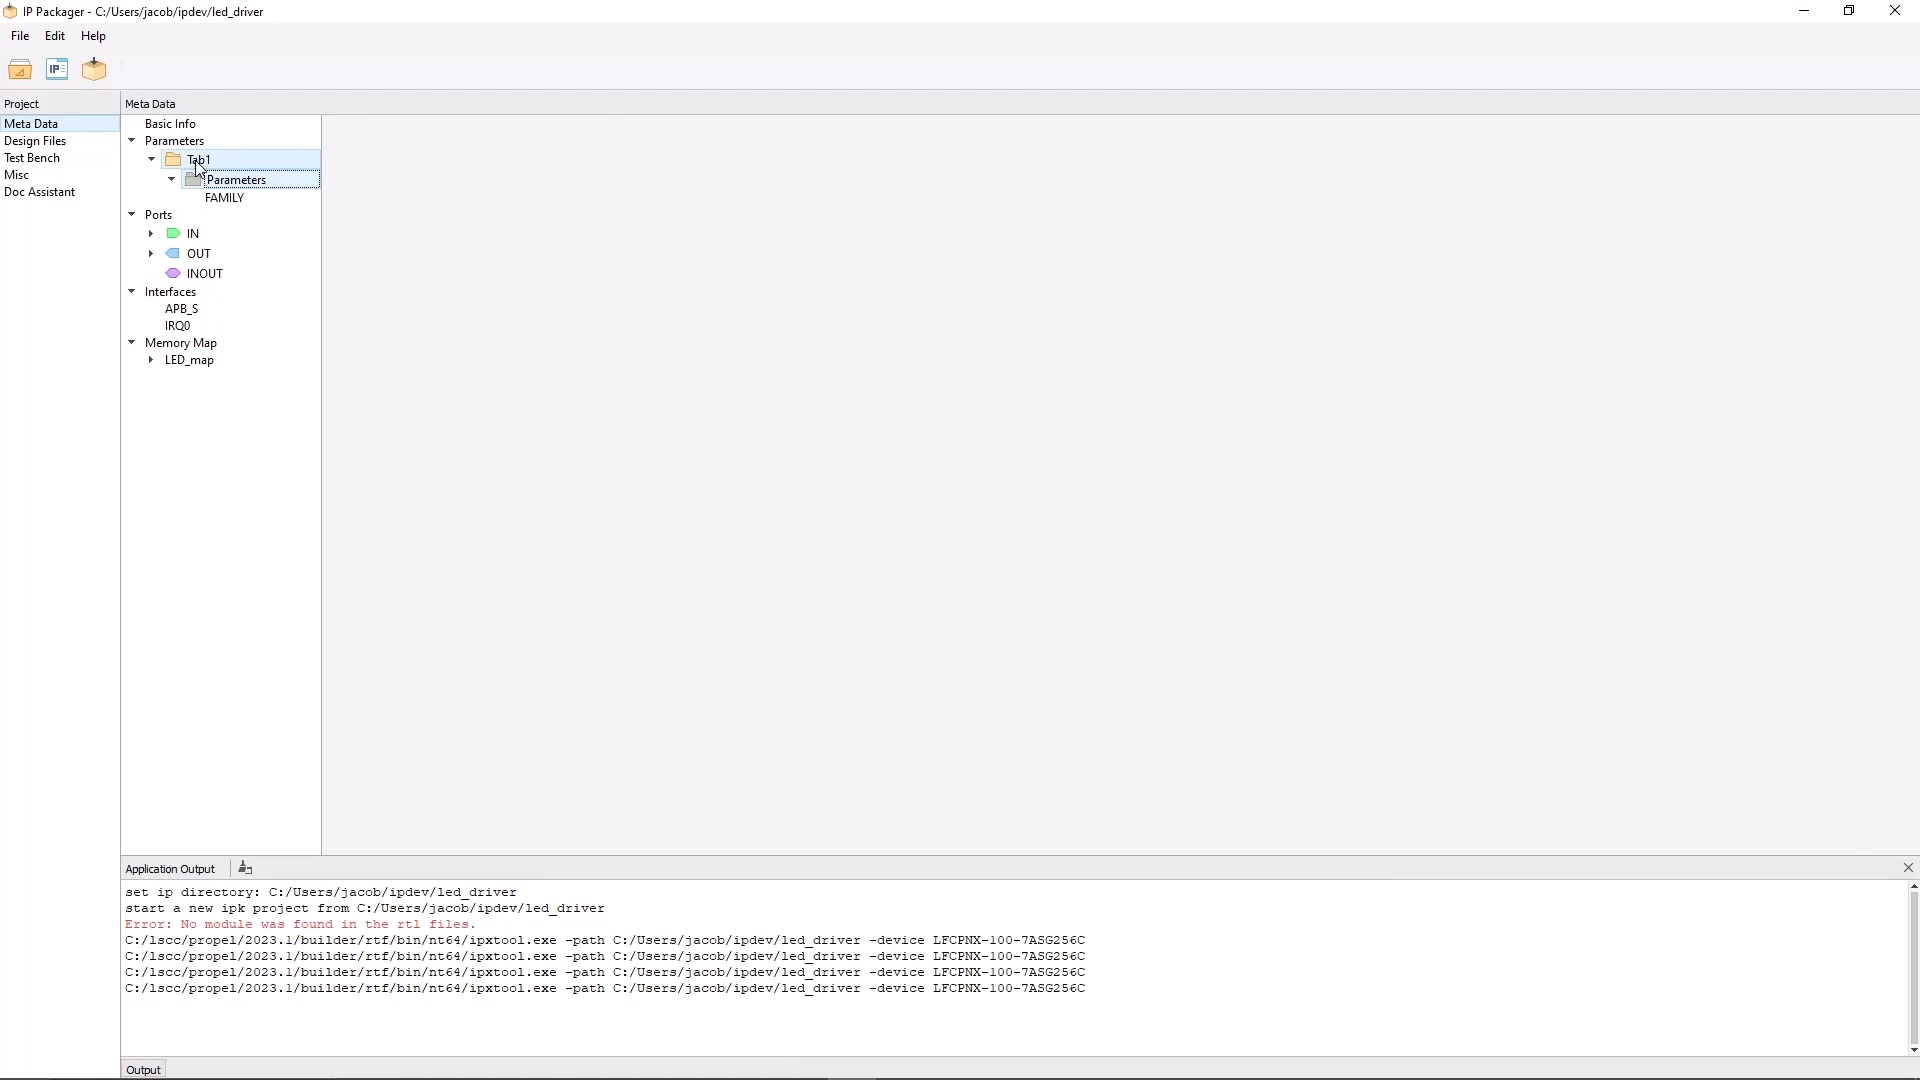 IP Packager - C:/Users/jacob/ipdev/led_driver
File Edit Help
IP
Project
Meta Data
Design Files
Test Bench
Misc
Doc Assistant
Meta Data
Basic Info
Parameters
Tab1
Parameters
FAMILY
Ports
IN
OUT
INOUT
Interfaces
APB_S
IRQ0
Memory Map
LED_map
Application Output
set ip directory: C:/Users/jacob/ipdev/led_driver
start a new ipk project from C:/Users/jacob/ipdev/led_driver
Error: No module was found in the rtl files.
C:/lscc/propel/2023.1/builder/rtf/bin/nt64/ipxtool.exe -path C:/Users/jacob/ipdev/led_driver -device LFCPNX-100-7ASG256C
C:/lscc/propel/2023.1/builder/rtf/bin/nt64/ipxtool.exe -path C:/Users/jacob/ipdev/led_driver -device LFCPNX-100-7ASG256C
C:/lscc/propel/2023.1/builder/rtf/bin/nt64/ipxtool.exe -path C:/Users/jacob/ipdev/led_driver -device LFCPNX-100-7ASG256C
C:/lscc/propel/2023.1/builder/rtf/bin/nt64/ipxtool.exe -path C:/Users/jacob/ipdev/led_driver -device LFCPNX-100-7ASG256C
Output